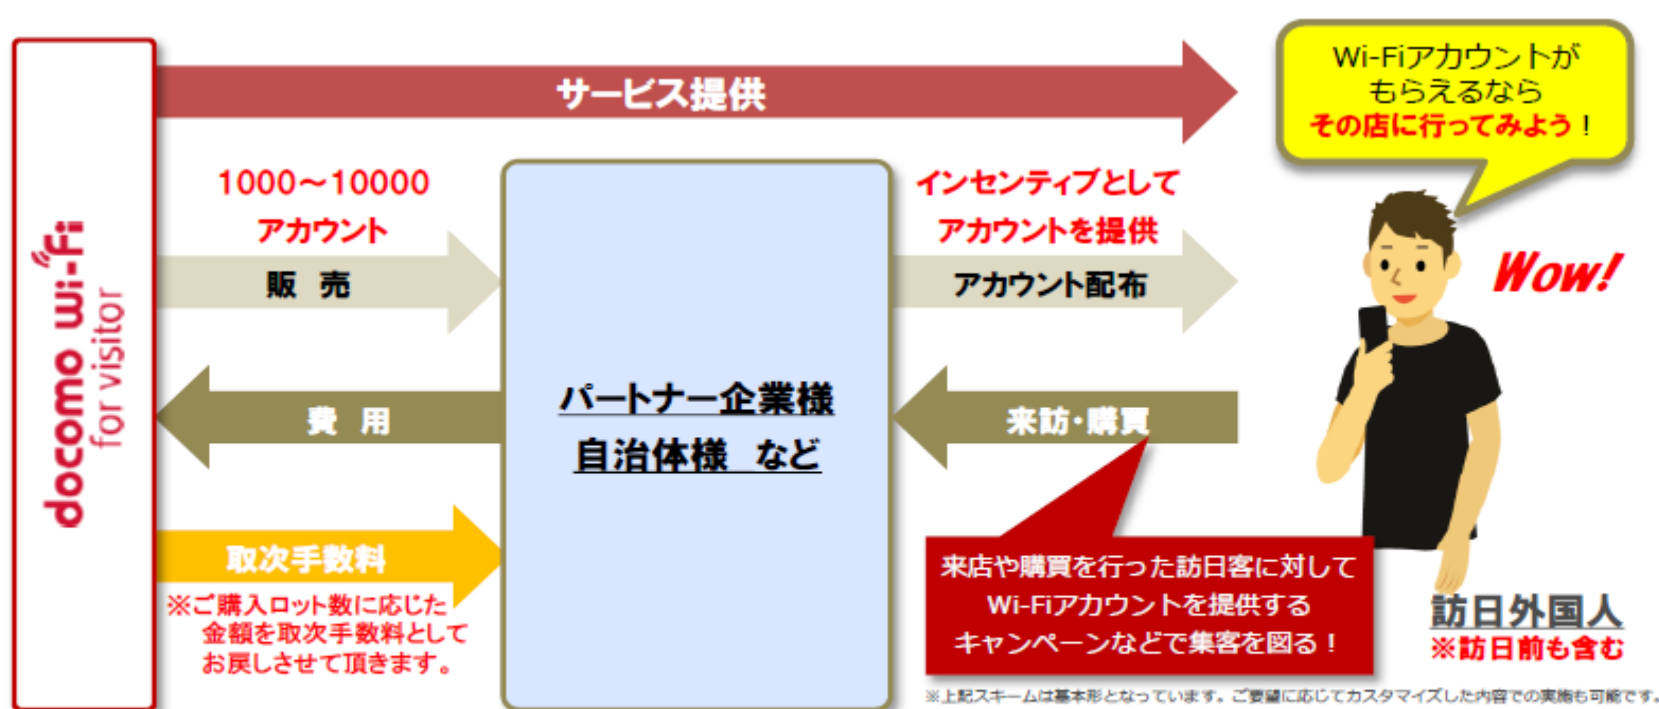 サービス提供
Wi-Fiアカウントが
もらえるなら
その店に行ってみよう！
docomo wi-fi
for visitor
1000～10000
アカウント
販 売
インセンティブとして
アカウントを提供
アカウント配布
Wow!
費 用
パートナー企業様
自治体様　など
来訪・購買
取次手数料
※ご購入ロット数に応じた
金額を取次手数料として
お戻しさせて頂きます。
来店や購買を行った訪日客に対して
Wi-Fiアカウントを提供する
キャンペーンなどで集客を図る！
訪日外国人
※訪日前も含む
※上記スキームは基本形となっています。ご要望に応じてカスタマイズした内容での実施も可能です。